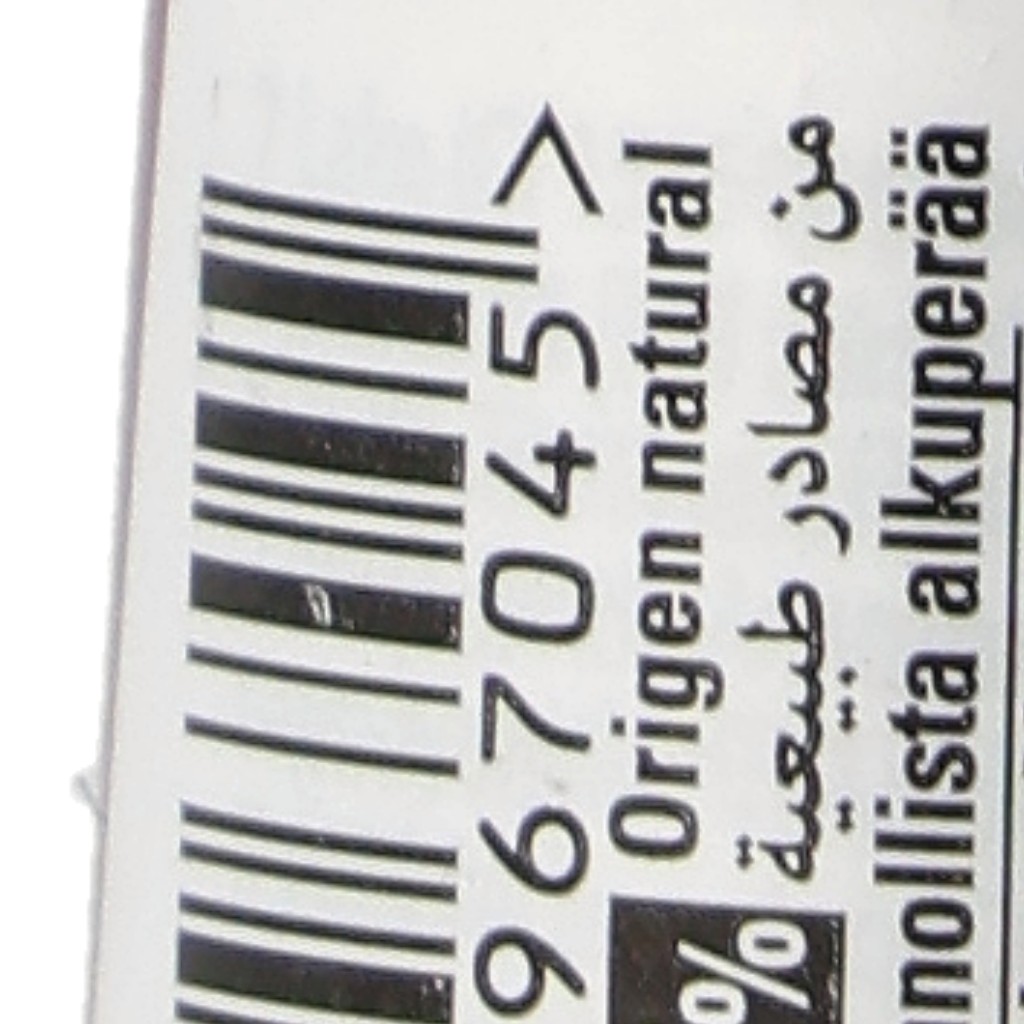 967045>
Origen natural
من مصادر طبيعية
nollista alkuperää
%